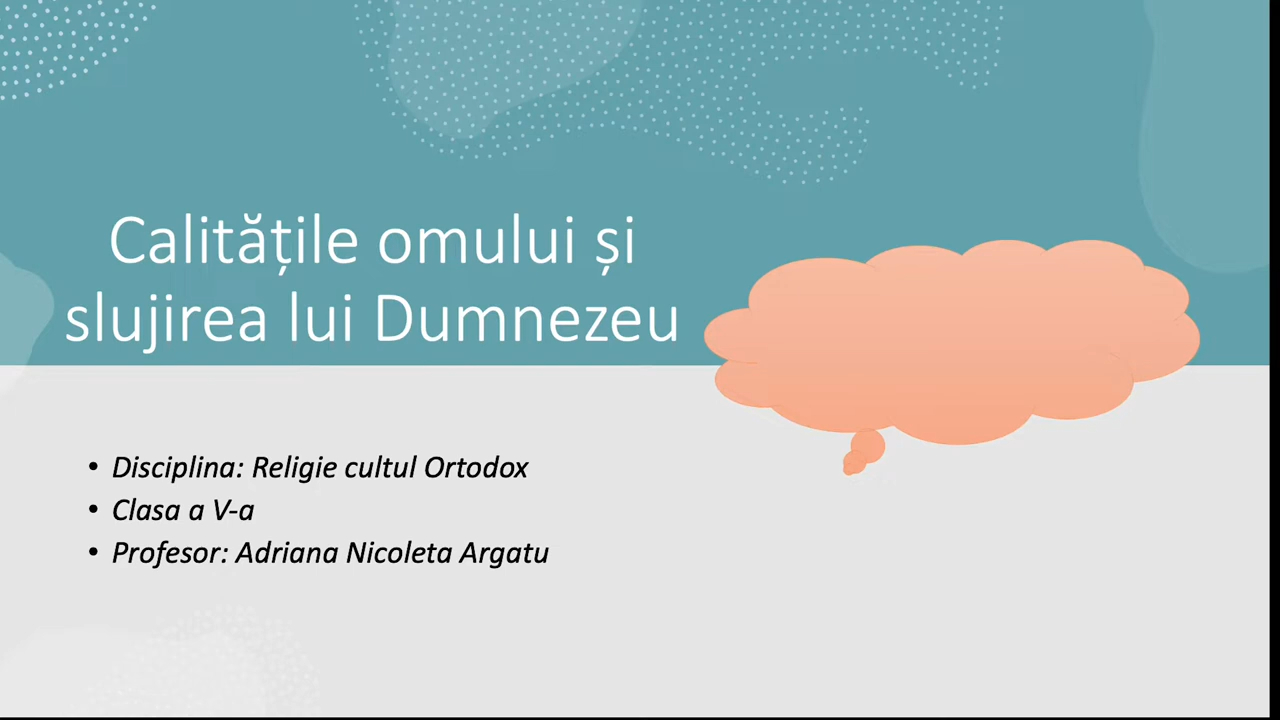 Calitățile omului și
slujirea lui Dumnezeu
• Disciplina: Religie cultul Ortodox
• Clasa a V-a
• Profesor: Adriana Nicoleta Argatu